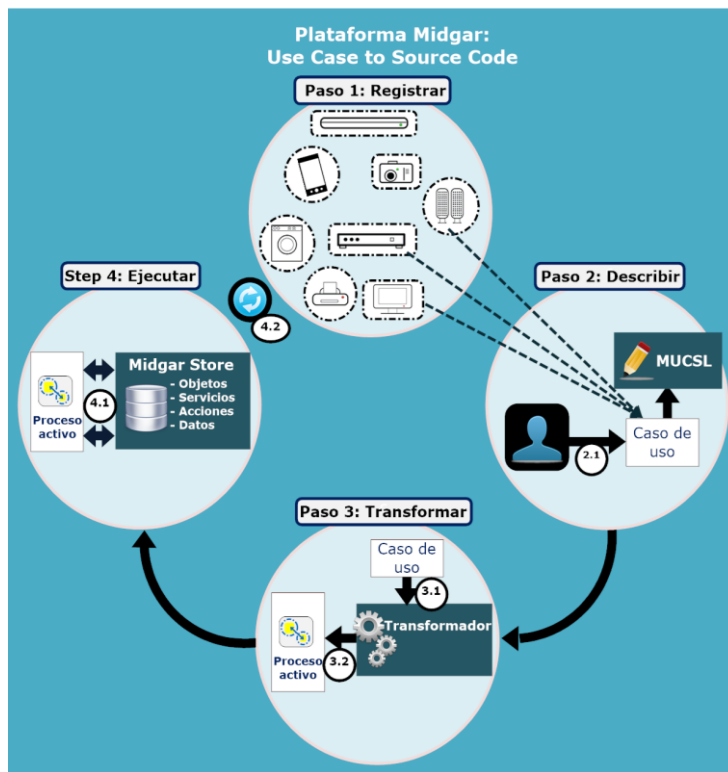 Plataforma Midgar:
Use Case to Source Code
Paso 1: Registrar
Step 4: Ejecutar
4.2
Paso 2: Describir
Midgar Store
- Objetos
- Servicios
- Acciones
- Datos
4.1
Proceso
activo
MUCSL
Caso de
uso
2.1
Paso 3: Transformar
Caso de
uso
3.1
Transformador
3.2
Proceso
activo